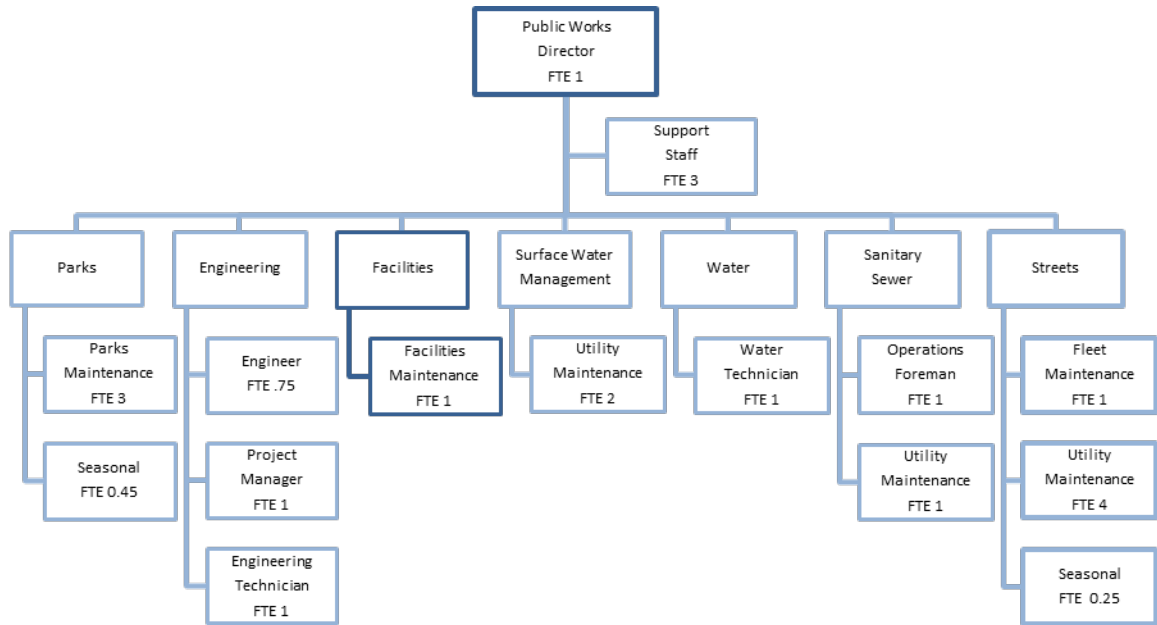 Public Works
Director
FTE 1
Support
Staff
FTE 3
Parks
Engineering
Facilities
Surface Water
Management
Water
Sanitary
Sewer
Streets
Parks
Maintenance
FTE 3
Engineer
FTE .75
Facilities
Maintenance
FTE 1
Utility
Maintenance
FTE 2
Water
Technician
FTE 1
Operations
Foreman
FTE 1
Fleet
Maintenance
FTE 1
Seasonal
FTE 0.45
Project
Manager
FTE 1
Utility
Maintenance
FTE 1
Utility
Maintenance
FTE 4
Engineering
Technician
FTE 1
Seasonal
FTE 0.25